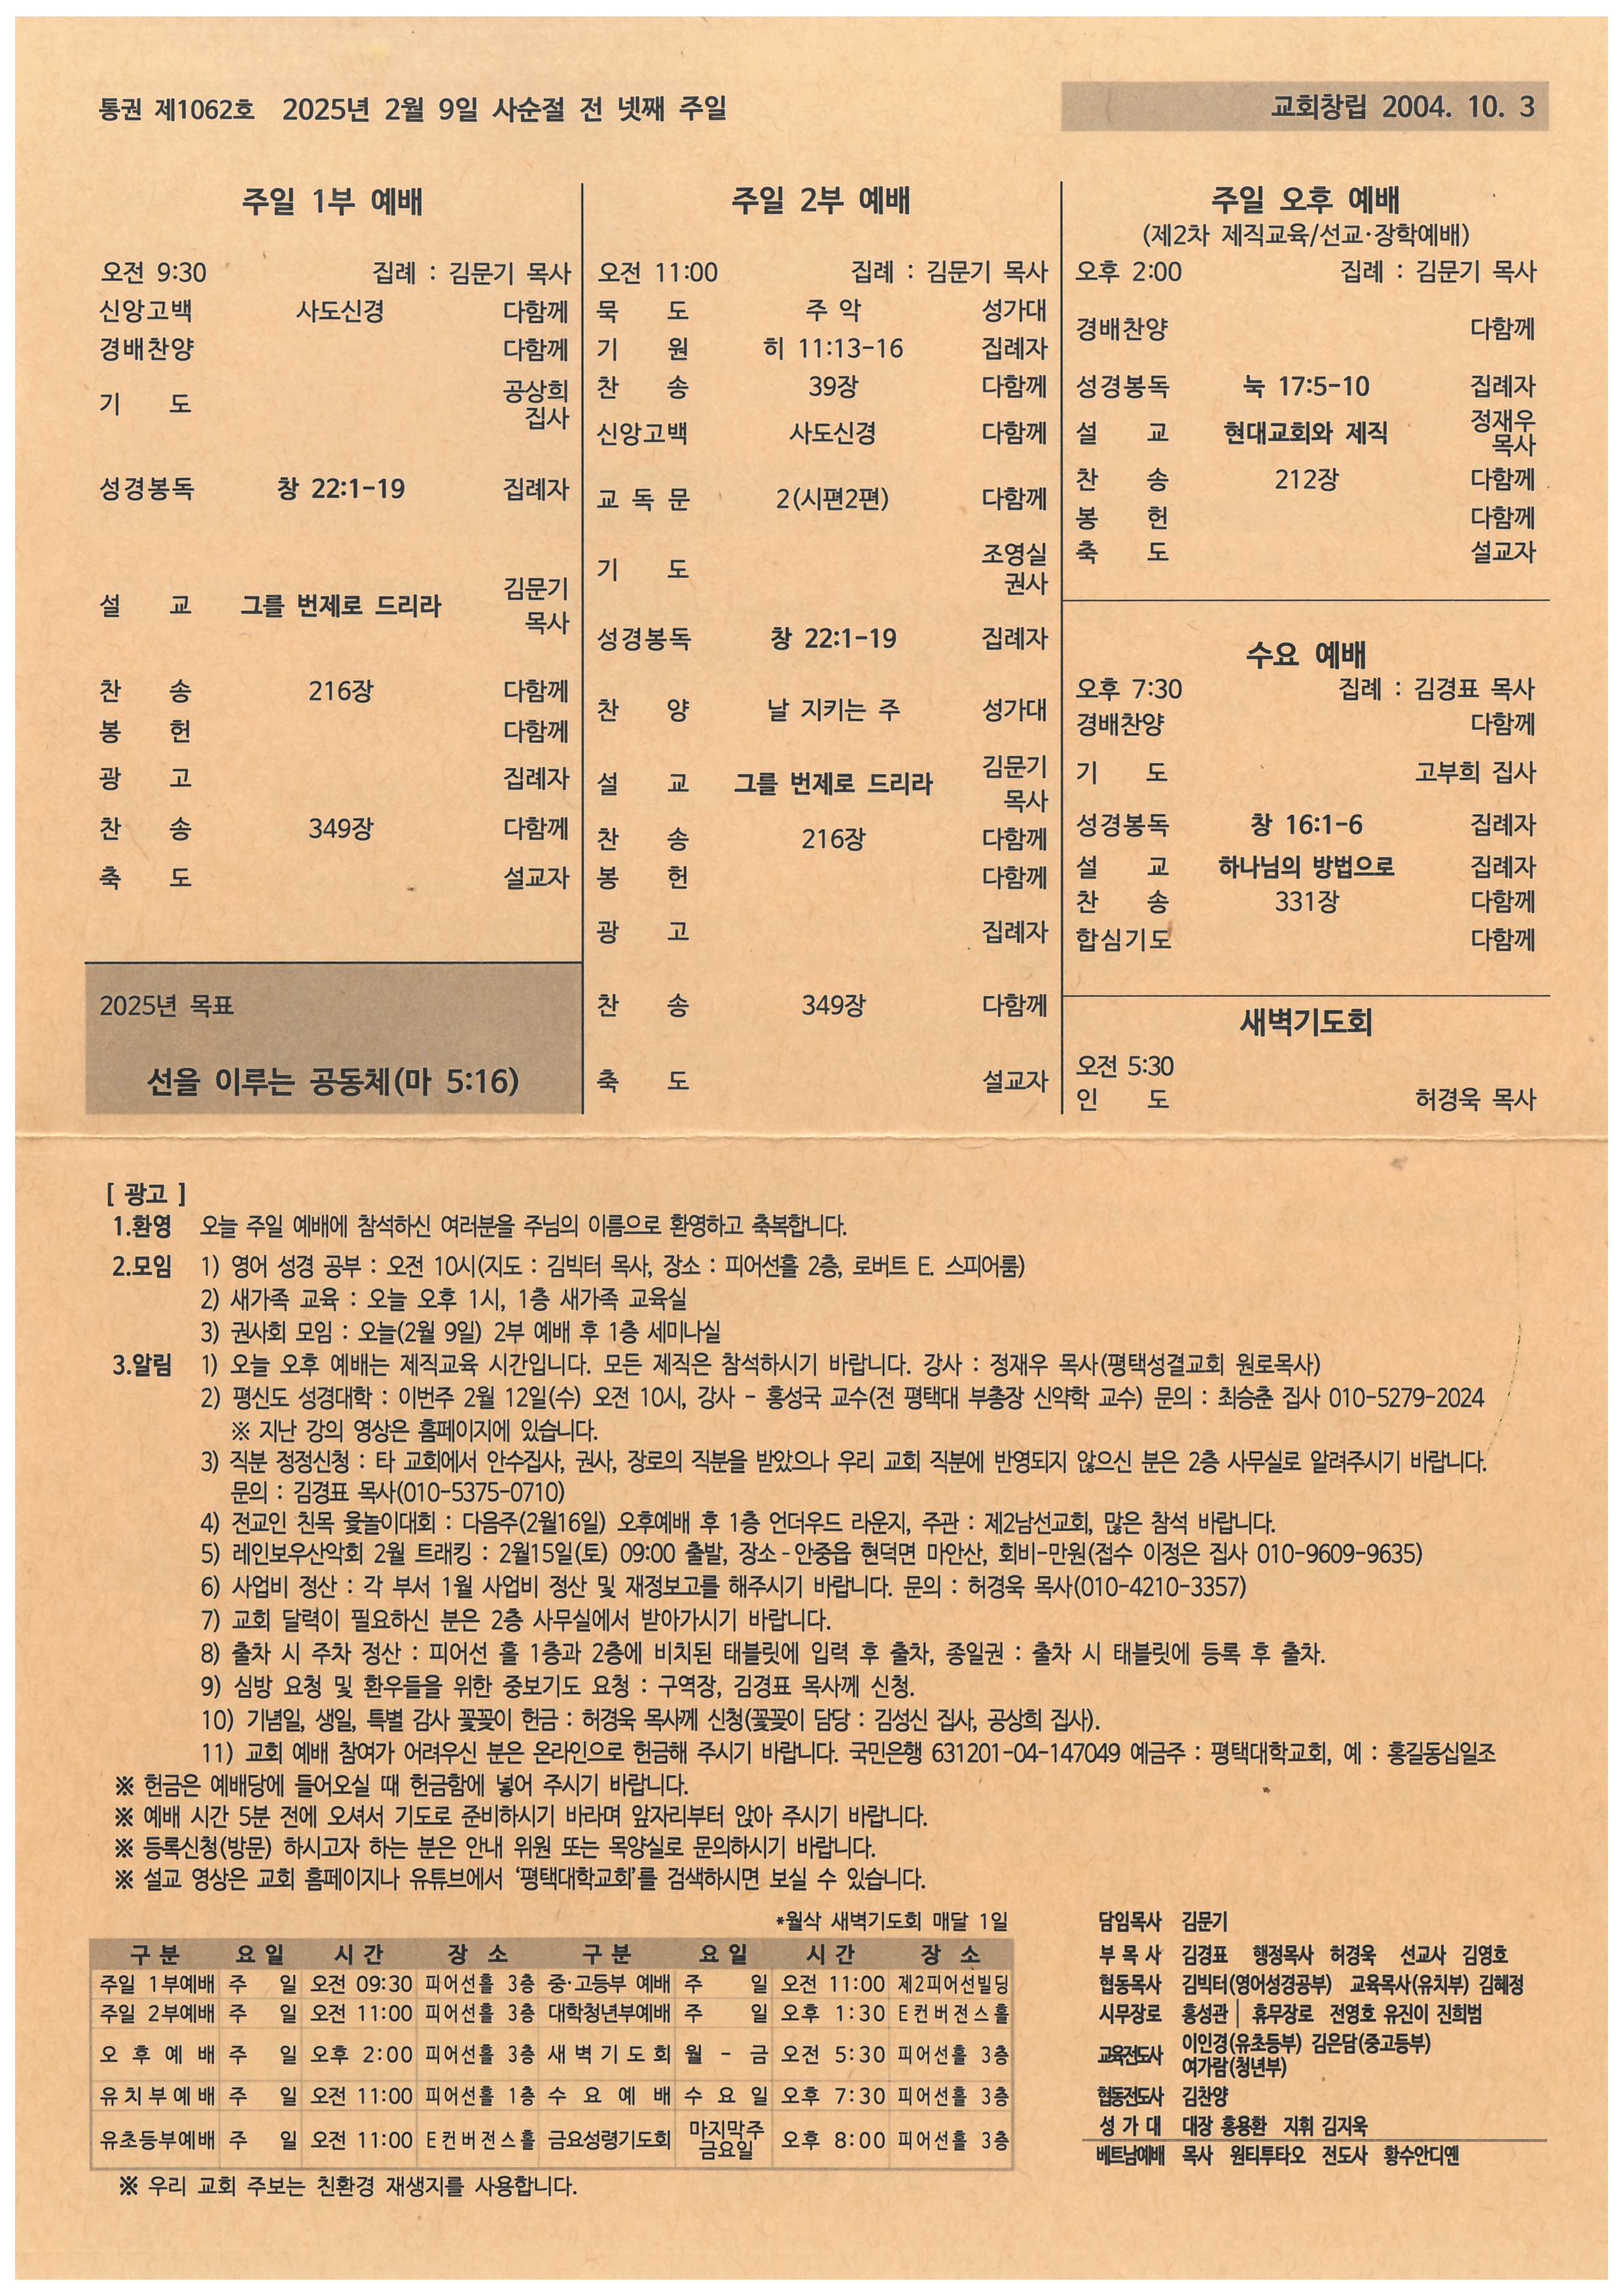 통권 제1062호 2025년 2월 9일 사순절 전 넷째 주일
교회창립 2004. 10. 3
주일 1부 예배
오전 9:30 집례 : 김문기 목사
신앙고백 사도신경 다함께
경배찬양 다함께
기 도 공상희 집사
성경봉독 창 22:1-19 집례자
설 교 그를 번제로 드리라 김문기 목사
찬 송 216장 다함께
봉 헌 다함께
광 고 집례자
찬 송 349장 다함께
축 도 설교자
2025년 목표
선을 이루는 공동체(마 5:16)
주일 2부 예배
오전 11:00 집례 : 김문기 목사
묵 도 주 악 성가대
기 원 히 11:13-16 집례자
찬 송 39장 다함께
신앙고백 사도신경 다함께
교 독 문 2(시편2편) 다함께
기 도 조영실 권사
성경봉독 창 22:1-19 집례자
찬 양 날 지키는 주 성가대
설 교 그를 번제로 드리라 김문기 목사
찬 송 216장 다함께
봉 헌 다함께
광 고 집례자
찬 송 349장 다함께
축 도 설교자
주일 오후 예배
(제2차 제직교육/선교·장학예배)
오후 2:00 집례 : 김문기 목사
경배찬양 다함께
성경봉독 눅 17:5-10 집례자
설 교 현대교회와 제직 정재우 목사
찬 송 212장 다함께
봉 헌 다함께
축 도 설교자
수요 예배
오후 7:30 집례 : 김경표 목사
경배찬양 다함께
기 도 고부희 집사
성경봉독 창 16:1-6 집례자
설 교 하나님의 방법으로 집례자
찬 송 331장 다함께
합심기도 다함께
새벽기도회
오전 5:30
인 도 허경욱 목사
[ 광고 ]
1.환영 오늘 주일 예배에 참석하신 여러분을 주님의 이름으로 환영하고 축복합니다.
2.모임 1) 영어 성경 공부 : 오전 10시(지도 : 김빅터 목사, 장소 : 피어선홀 2층, 로버트 E. 스피어룸)
2) 새가족 교육 : 오늘 오후 1시, 1층 새가족 교육실
3) 권사회 모임 : 오늘(2월 9일) 2부 예배 후 1층 세미나실
3.알림 1) 오늘 오후 예배는 제직교육 시간입니다. 모든 제직은 참석하시기 바랍니다. 강사 : 정재우 목사(평택성결교회 원로목사)
2) 평신도 성경대학 : 이번주 2월 12일(수) 오전 10시, 강사 - 홍성국 교수(전 평택대 부총장 신약학 교수) 문의 : 최승춘 집사 010-5279-2024
※ 지난 강의 영상은 홈페이지에 있습니다.
3) 직분 정정신청 : 타 교회에서 안수집사, 권사, 장로의 직분을 받았으나 우리 교회 직분에 반영되지 않으신 분은 2층 사무실로 알려주시기 바랍니다.
문의 : 김경표 목사(010-5375-0710)
4) 전교인 친목 윷놀이대회 : 다음주(2월16일) 오후예배 후 1층 언더우드 라운지, 주관 : 제2남선교회, 많은 참석 바랍니다.
5) 레인보우산악회 2월 트래킹 : 2월15일(토) 09:00 출발, 장소-안중읍 현덕면 마안산, 회비-만원(접수 이정은 집사 010-9609-9635)
6) 사업비 정산 : 각 부서 1월 사업비 정산 및 재정보고를 해주시기 바랍니다. 문의 : 허경욱 목사(010-4210-3357)
7) 교회 달력이 필요하신 분은 2층 사무실에서 받아가시기 바랍니다.
8) 출차 시 주차 정산 : 피어선 홀 1층과 2층에 비치된 태블릿에 입력 후 출차, 종일권 : 출차 시 태블릿에 등록 후 출차.
9) 심방 요청 및 환우들을 위한 중보기도 요청 : 구역장, 김경표 목사께 신청.
10) 기념일, 생일, 특별 감사 꽃꽂이 헌금 : 허경욱 목사께 신청(꽃꽂이 담당 : 김성신 집사, 공상희 집사).
11) 교회 예배 참여가 어려우신 분은 온라인으로 헌금해 주시기 바랍니다. 국민은행 631201-04-147049 예금주 : 평택대학교회, 예 : 홍길동십일조
※ 헌금은 예배당에 들어오실 때 헌금함에 넣어 주시기 바랍니다.
※ 예배 시간 5분 전에 오셔서 기도로 준비하시기 바라며 앞자리부터 앉아 주시기 바랍니다.
※ 등록신청(방문) 하시고자 하는 분은 안내 위원 또는 목양실로 문의하시기 바랍니다.
※ 설교 영상은 교회 홈페이지나 유튜브에서 '평택대학교회'를 검색하시면 보실 수 있습니다.
*월삭 새벽기도회 매달 1일
구 분 요 일 시 간 장 소 구 분 요 일 시 간 장 소
주일 1부예배 주 일 오전 09:30 피어선홀 3층 중·고등부 예배 주 일 오전 11:00 제2피어선빌딩
주일 2부예배 주 일 오전 11:00 피어선홀 3층 대학청년부예배 주 일 오후 1:30 E컨버전스홀
오 후 예 배 주 일 오후 2:00 피어선홀 3층 새 벽 기 도 회 월 - 금 오전 5:30 피어선홀 3층
유치부예배 주 일 오전 11:00 피어선홀 1층 수 요 예 배 수 요 일 오후 7:30 피어선홀 3층
유초등부예배 주 일 오전 11:00 E컨버전스홀 금요성령기도회 마지막주 금요일 오후 8:00 피어선홀 3층
※ 우리 교회 주보는 친환경 재생지를 사용합니다.
담임목사 김문기
부 목 사 김경표 행정목사 허경욱 선교사 김영호
협동목사 김빅터(영어성경공부) 교육목사(유치부) 김혜정
시무장로 홍성관 | 휴무장로 전영호 유진이 진희범
교육전도사 이인경(유초등부) 김은담(중고등부)
여가람(청년부)
협동전도사 김찬양
성 가 대 대장 홍용환 지휘 김지욱
베트남예배 목사 원티투타오 전도사 황수안디옌